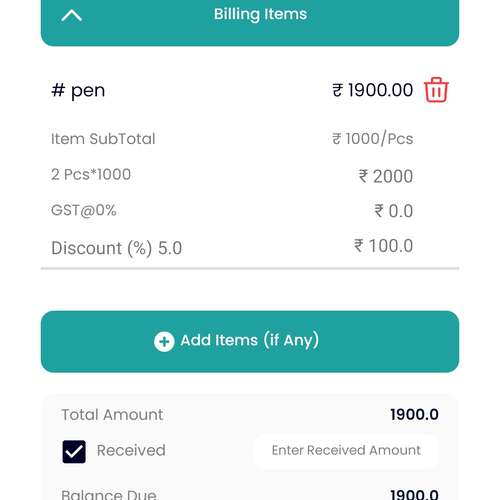 Billing Items
# pen ₹ 1900.00
Item SubTotal ₹ 1000/Pcs
2 Pcs*1000 ₹ 2000
GST@0% ₹ 0.0
Discount (%) 5.0 ₹ 100.0
Add Items (if Any)
Total Amount 1900.0
Received Enter Received Amount
Balance Due 1900.0